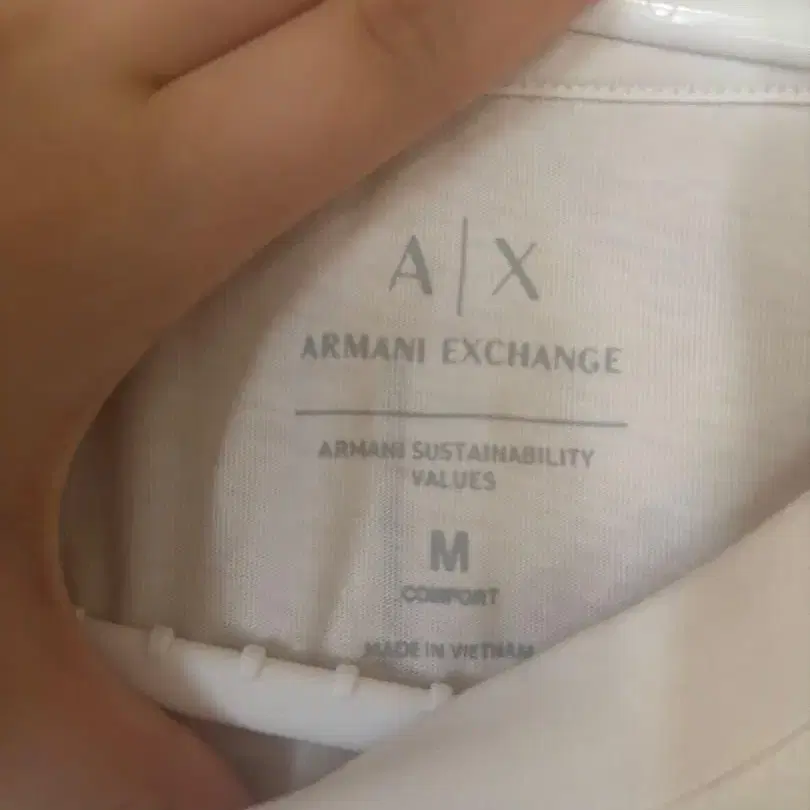 A|X
ARMANI EXCHANGE
ARMANI SUSTAINABILITY
VALUES
M
COMFORT
MADE IN VIETNAM